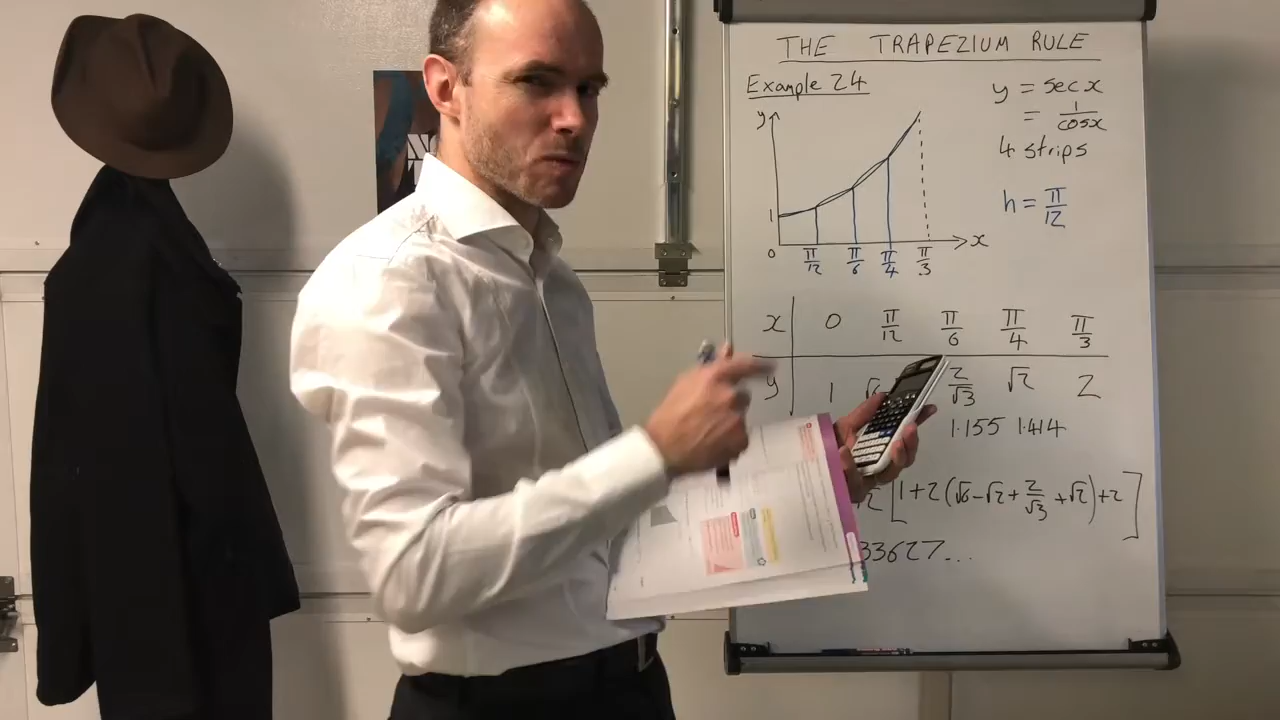 THE TRAPEZIUM RULE
Example 24
y = sec x
= 1/cosx
4 strips
h = π/12
y
1
0 π/12 π/6 π/4 π/3 x
x 0 π/12 π/6 π/4 π/3
y 1 2/√3 √2 2
1.155 1.414
[1+2(√6-√2+2/√3+√2)+2]
33627...